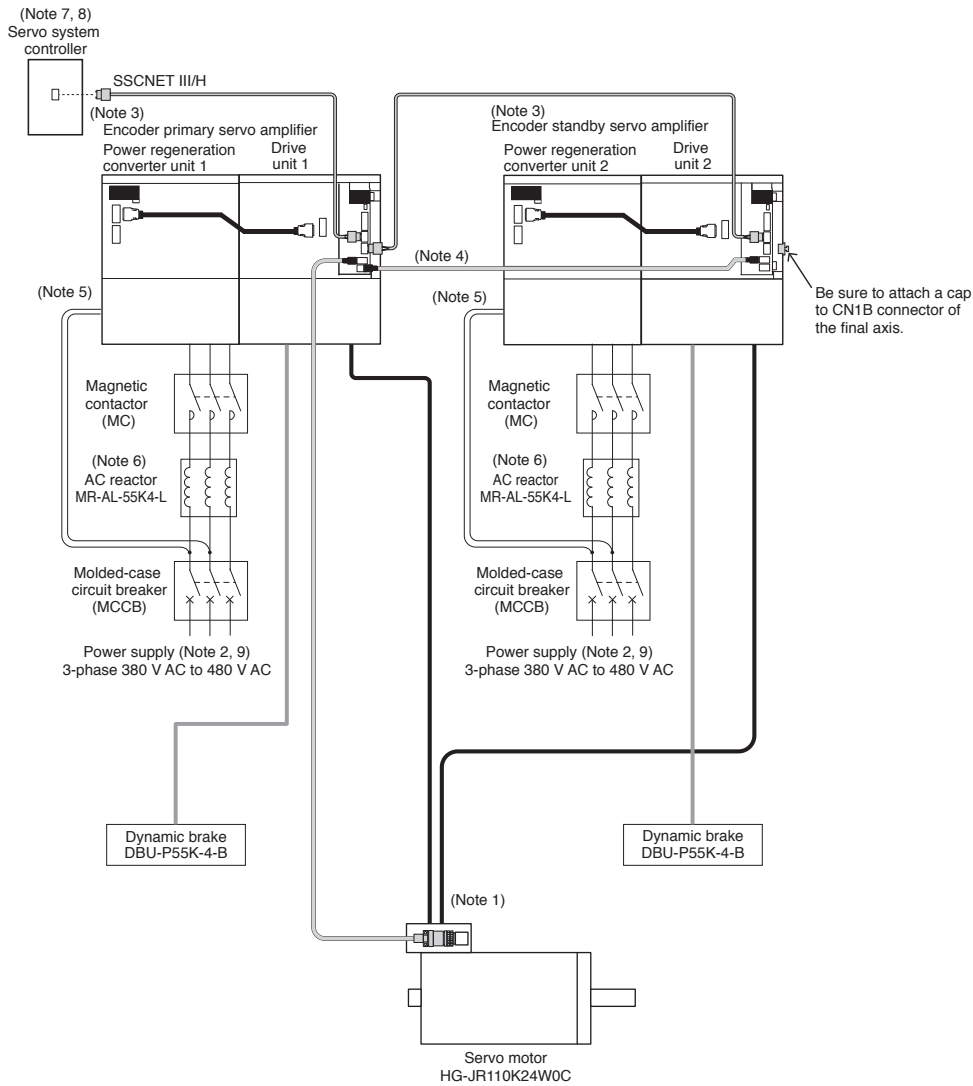 (Note 7, 8)
Servo system
controller
SSCNET III/H
(Note 3)
Encoder primary servo amplifier
Power regeneration
converter unit 1
Drive
unit 1
(Note 3)
Encoder standby servo amplifier
Power regeneration
converter unit 2
Drive
unit 2
(Note 4)
(Note 5)
(Note 5)
Be sure to attach a cap
to CN1B connector of
the final axis.
Magnetic
contactor
(MC)
(Note 6)
AC reactor
MR-AL-55K4-L
Molded-case
circuit breaker
(MCCB)
Power supply (Note 2, 9)
3-phase 380 V AC to 480 V AC
Magnetic
contactor
(MC)
(Note 6)
AC reactor
MR-AL-55K4-L
Molded-case
circuit breaker
(MCCB)
Power supply (Note 2, 9)
3-phase 380 V AC to 480 V AC
Dynamic brake
DBU-P55K-4-B
Dynamic brake
DBU-P55K-4-B
(Note 1)
Servo motor
HG-JR110K24W0C